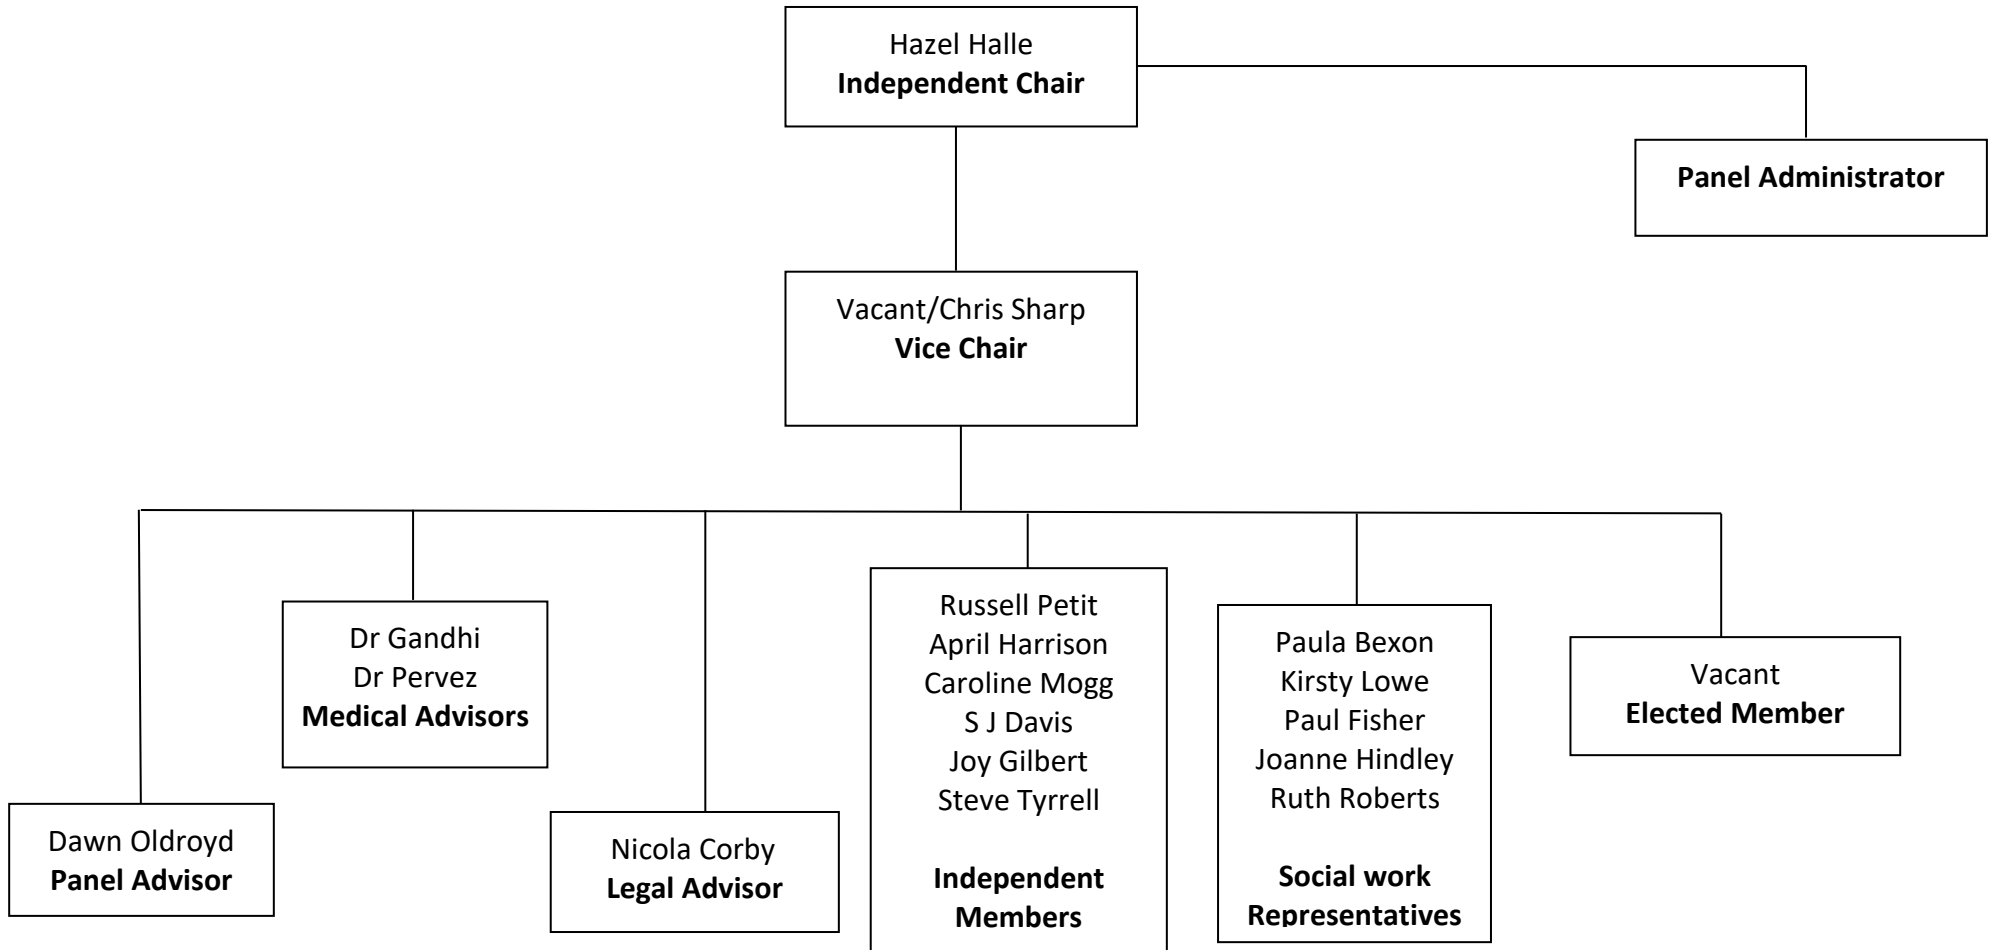 Hazel Halle
Independent Chair
Panel Administrator
Vacant/Chris Sharp
Vice Chair
Dawn Oldroyd
Panel Advisor
Dr Gandhi
Dr Pervez
Medical Advisors
Nicola Corby
Legal Advisor
Russell Petit
April Harrison
Caroline Mogg
S J Davis
Joy Gilbert
Steve Tyrrell
Independent
Members
Paula Bexon
Kirsty Lowe
Paul Fisher
Joanne Hindley
Ruth Roberts
Social work
Representatives
Vacant
Elected Member